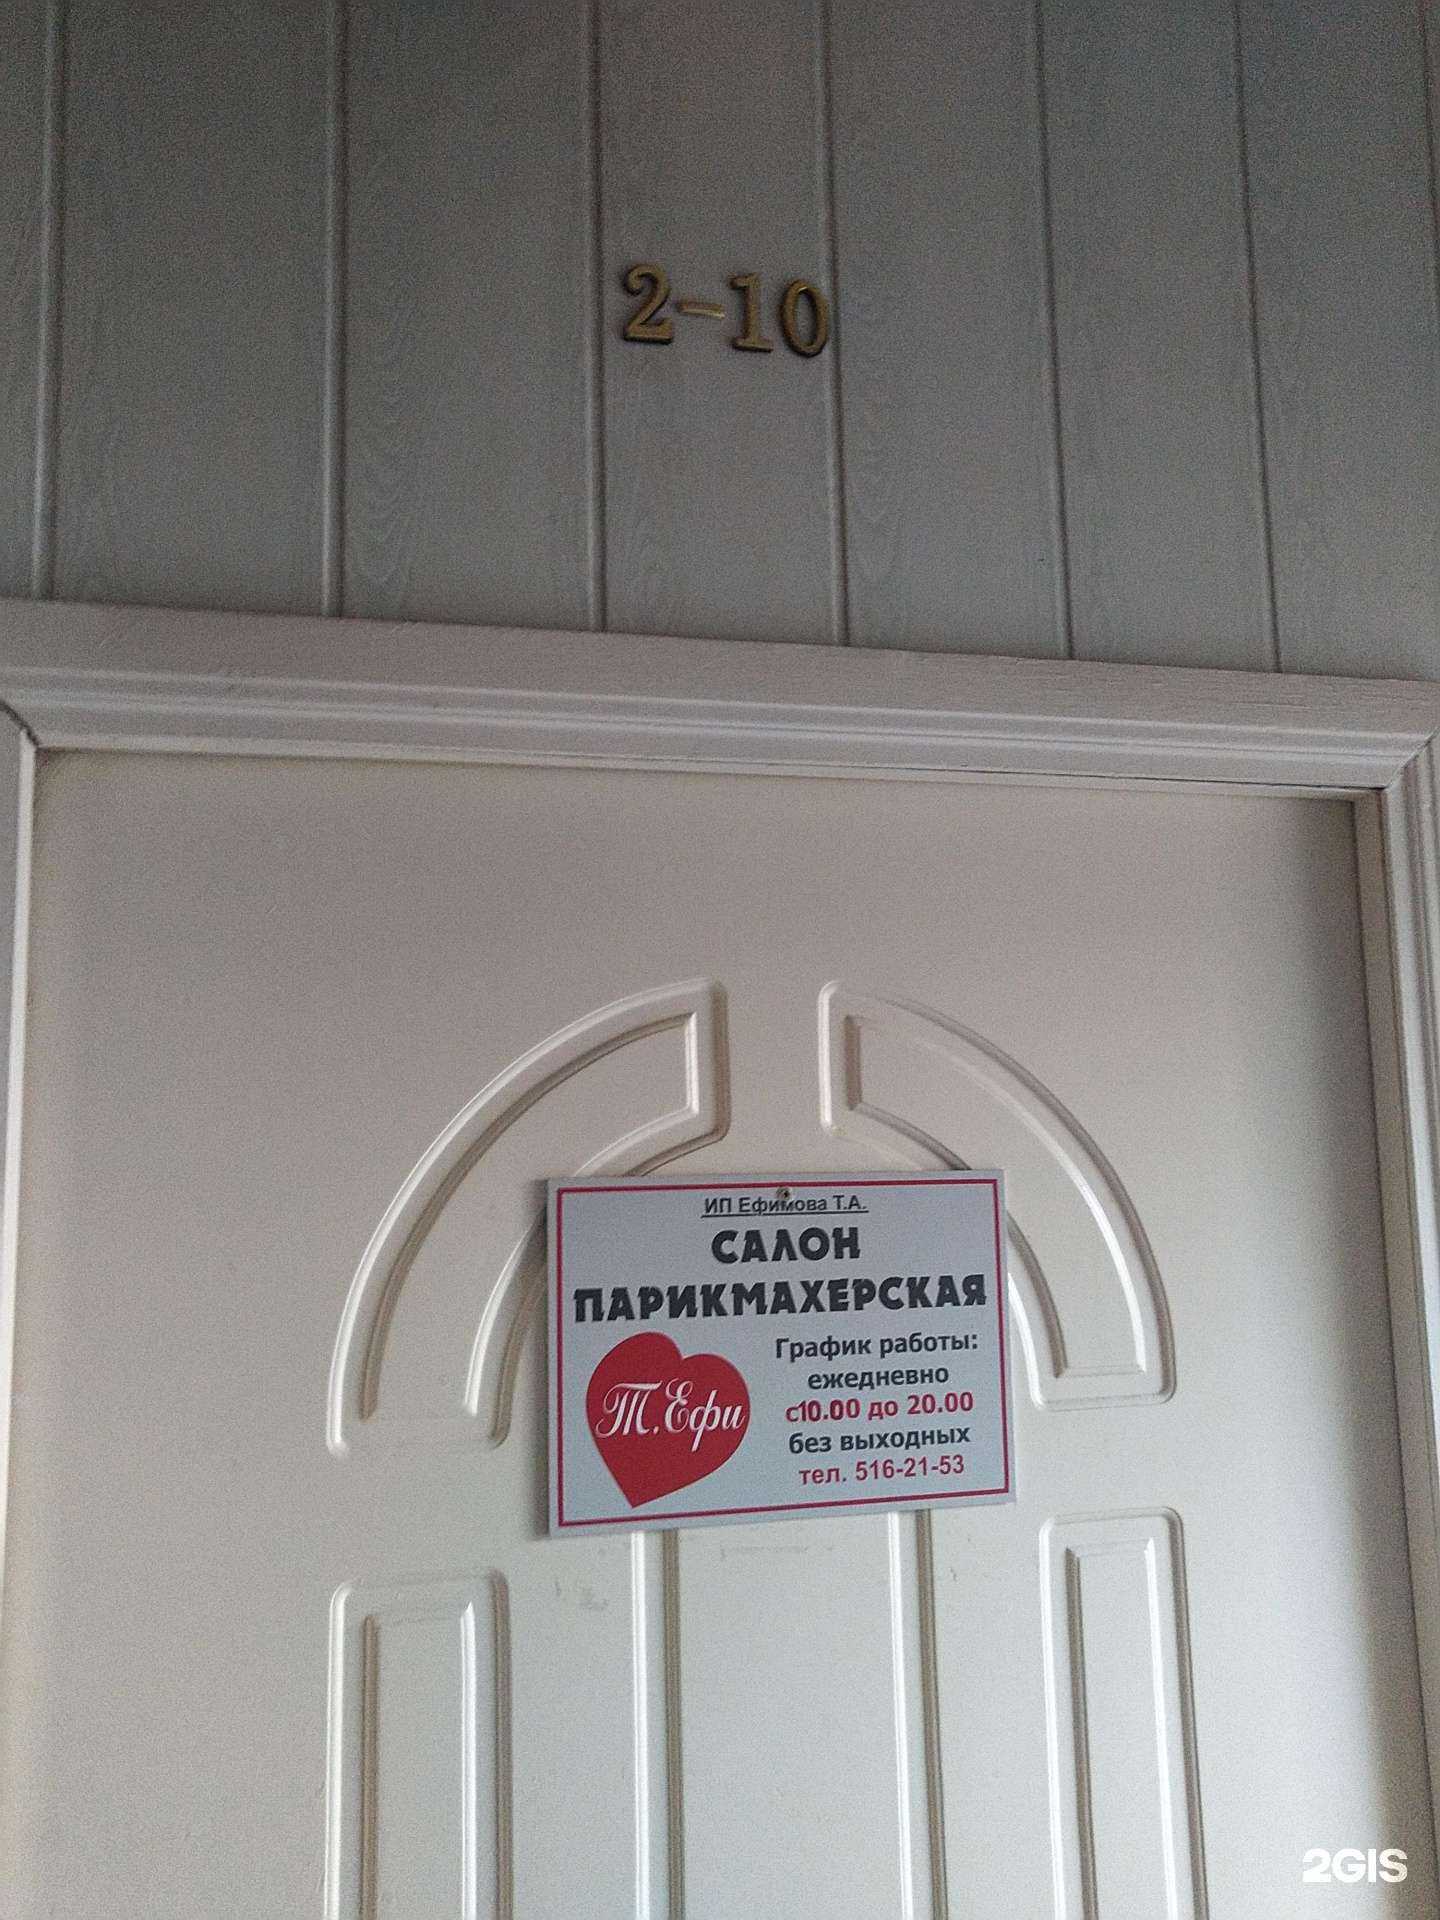 2-10
ИП Ефимова Т.А.
САЛОН
ПАРИКМАХЕРСКАЯ
Т.Ефи
График работы:
ежедневно
с10.00 до 20.00
без выходных
тел. 516-21-53
2GIS